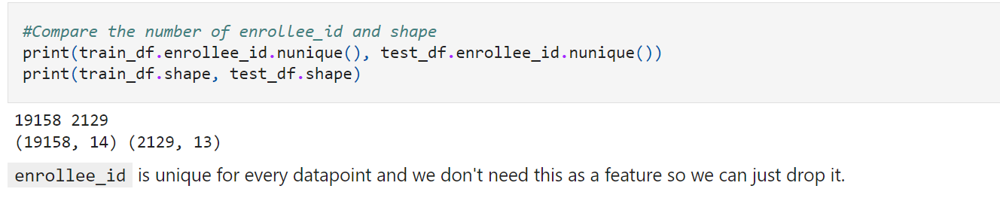 #Compare the number of enrollee_id and shape
print(train_df.enrollee_id.nunique(), test_df.enrollee_id.nunique())
print(train_df.shape, test_df.shape)
19158 2129
(19158, 14) (2129, 13)
enrollee_id is unique for every datapoint and we don't need this as a feature so we can just drop it.